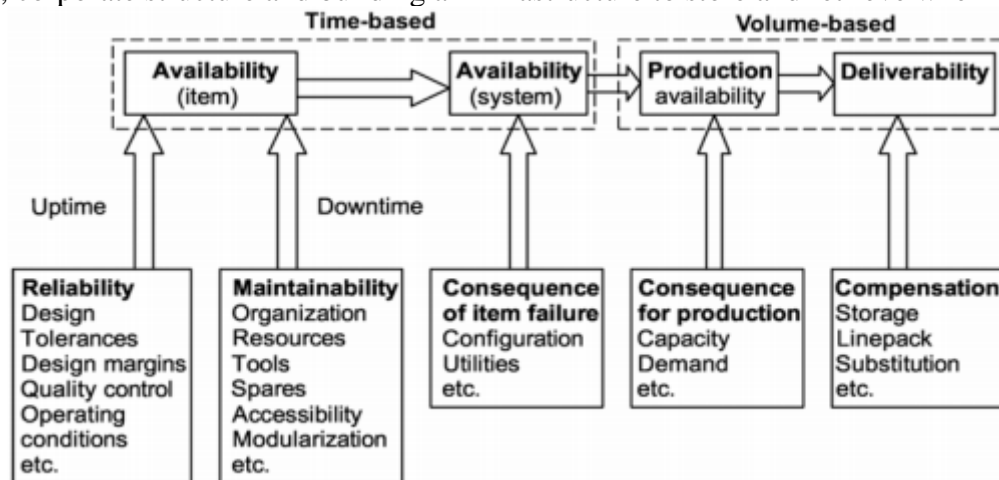 Time-based
Volume-based
Availability
(item)
Availability
(system)
Production
availability
Deliverability
Uptime
Downtime
Reliability
Design
Tolerances
Design margins
Quality control
Operating
conditions
etc.
Maintainability
Organization
Resources
Tools
Spares
Accessibility
Modularization
etc.
Consequence
of item failure
Configuration
Utilities
etc.
Consequence
for production
Capacity
Demand
etc.
Compensation
Storage
Linepack
Substitution
etc.